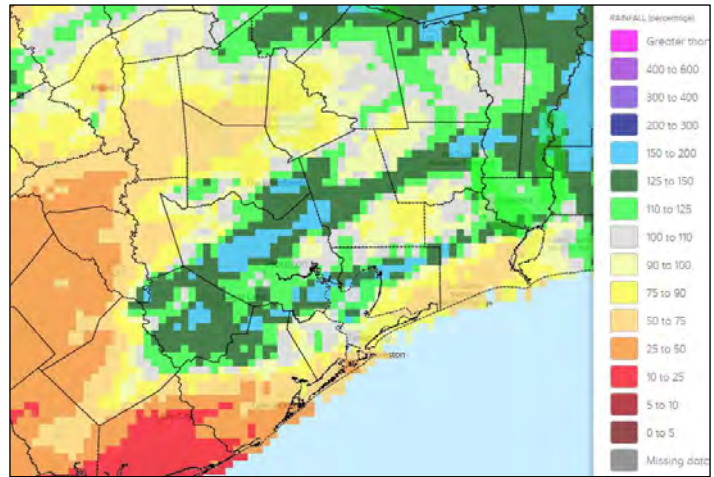 RAINFALL (percentage)
Greater than
400 to 600
300 to 400
200 to 300
150 to 200
125 to 150
110 to 125
100 to 110
90 to 100
75 to 90
50 to 75
25 to 50
10 to 25
5 to 10
0 to 5
Missing data